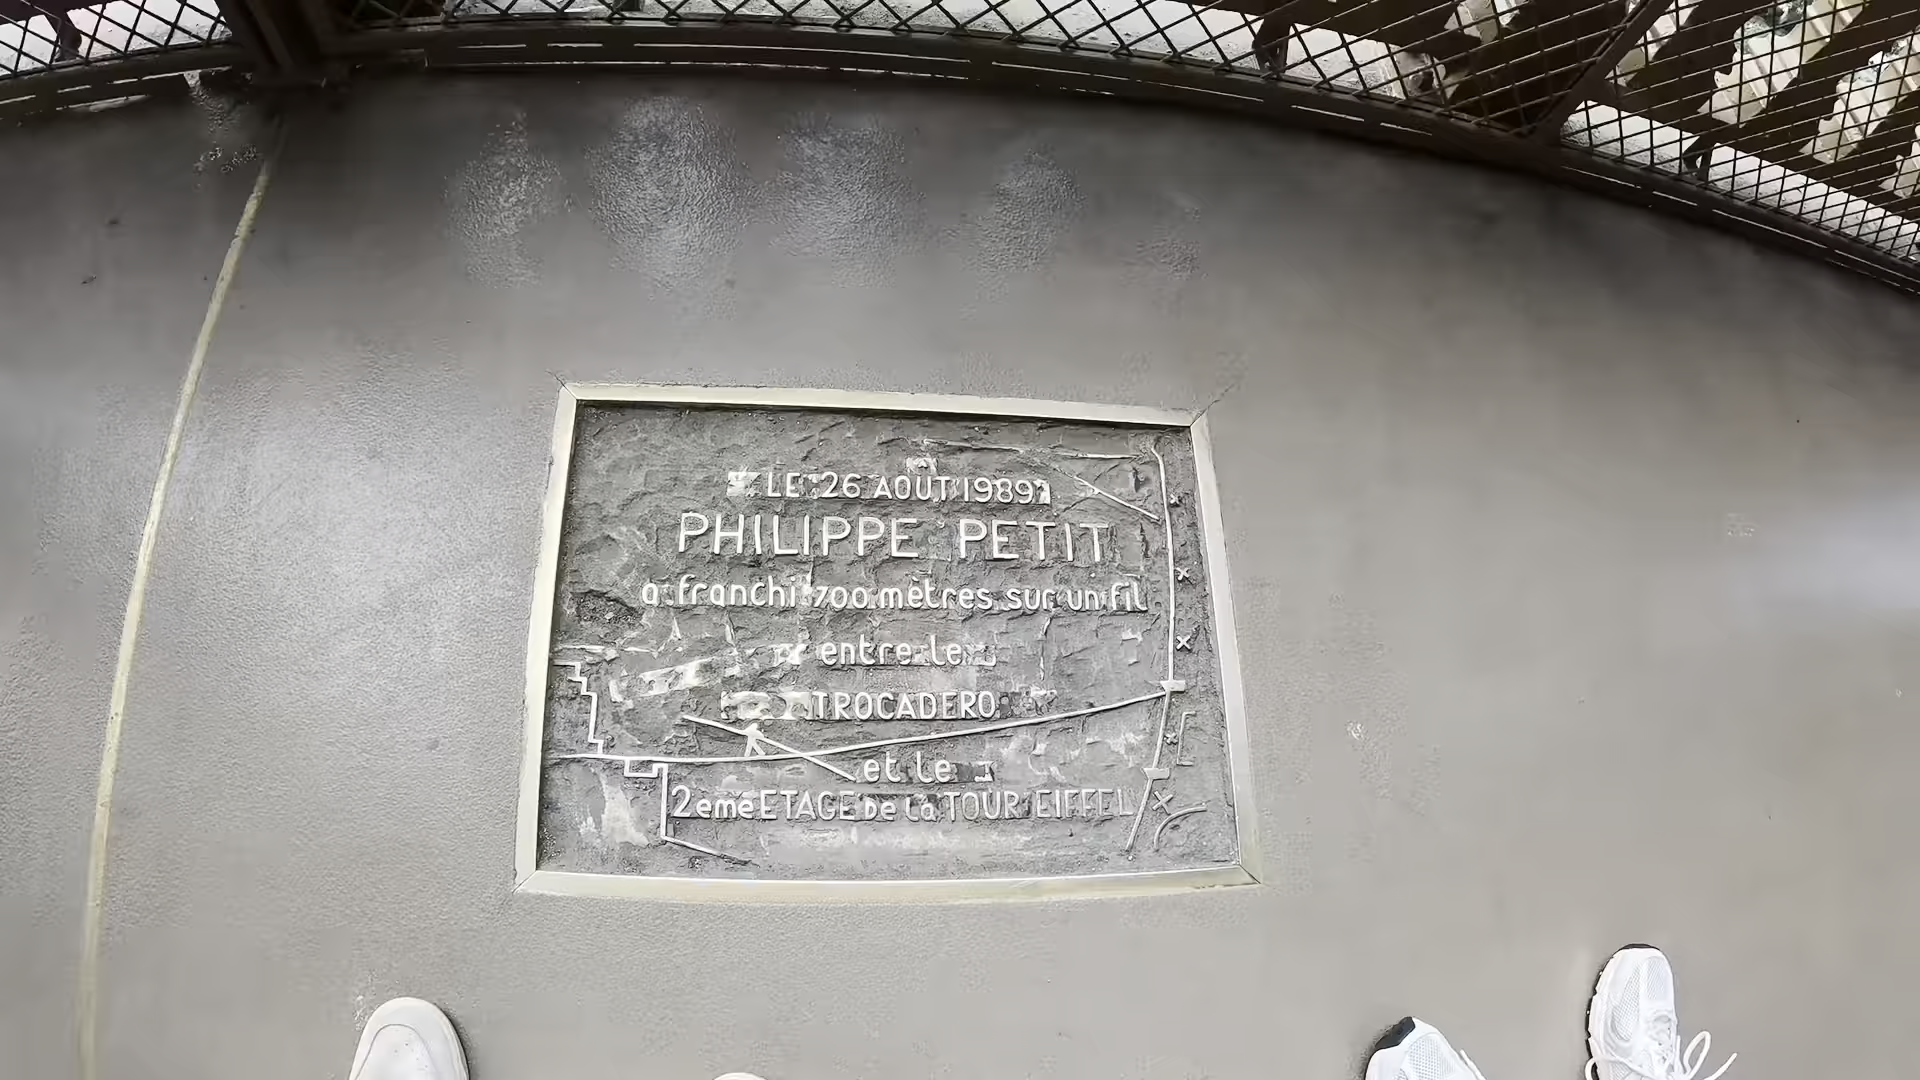 LE 26 AOUT 1989
PHILIPPE PETIT
a franchi 700 mètres sur un fil
entre le
TROCADERO
et le
2eme ETAGE De La TOUR EIFFEL